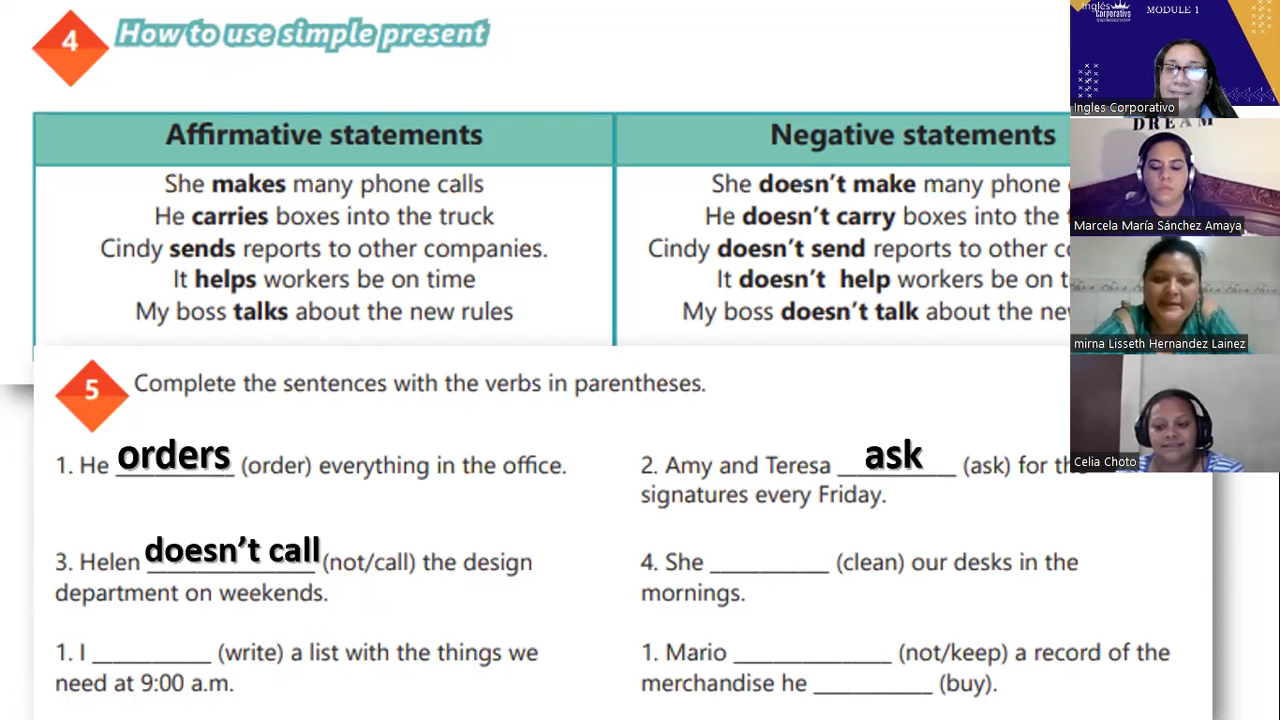 4 How to use simple present
Affirmative statements
She makes many phone calls
He carries boxes into the truck
Cindy sends reports to other companies.
It helps workers be on time
My boss talks about the new rules
Negative statements
She doesn't make many phone
He doesn't carry boxes into the
Cindy doesn't send reports to other
It doesn't help workers be on
My boss doesn't talk about the
5 Complete the sentences with the verbs in parentheses.
1. He orders (order) everything in the office.
2. Amy and Teresa ask (ask) for
signatures every Friday.
3. Helen doesn't call (not/call) the design
department on weekends.
4. She __________ (clean) our desks in the
mornings.
1. I __________ (write) a list with the things we
need at 9:00 a.m.
1. Mario _____________ (not/keep) a record of the
merchandise he __________ (buy).
Inglés
Corporativo
MODULE 1
Ingles Corporativo
DREAM
Marcela María Sánchez Amaya
mirna Lisseth Hernandez Lainez
Celia Choto